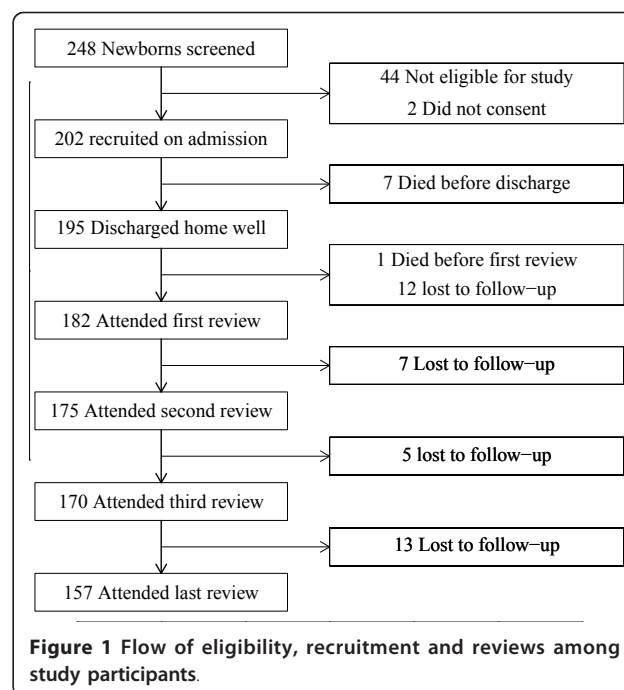 248 Newborns screened
44 Not eligible for study
2 Did not consent
202 recruited on admission
7 Died before discharge
195 Discharged home well
1 Died before first review
12 lost to follow−up
182 Attended first review
7 Lost to follow−up
175 Attended second review
5 lost to follow−up
170 Attended third review
13 Lost to follow−up
157 Attended last review
Figure 1 Flow of eligibility, recruitment and reviews among
study participants.